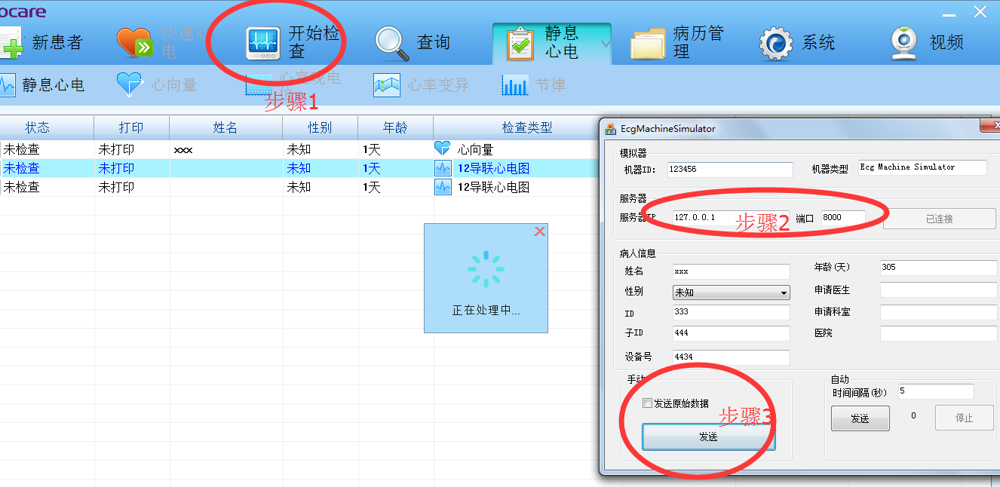 ocare
新患者
快速心
电
开始检
查
查询
静息
心电
病历管
理
系统
视频
静息心电
心向量
心室晚电
位
心率变异
节律
步骤1
状态 打印 姓名 性别 年龄 检查类型
未检查 未打印 xxx 未知 1天 心向量
未检查 未打印 未知 1天 12导联心电图
未检查 未打印 未知 1天 12导联心电图
正在处理中...
EcgMachineSimulator
模拟器
机器ID: 123456 机器类型 Ecg Machine Simulator
服务器
服务器IP 127.0.0.1 端口 8000 已连接
步骤2
病人信息
姓名 xxx 年龄(天) 305
性别 未知 申请医生
ID 333 申请科室
子ID 444 医院
设备号 4434
手动
发送原始数据
步骤3
发送
自动
时间间隔(秒) 5
发送 0 停止